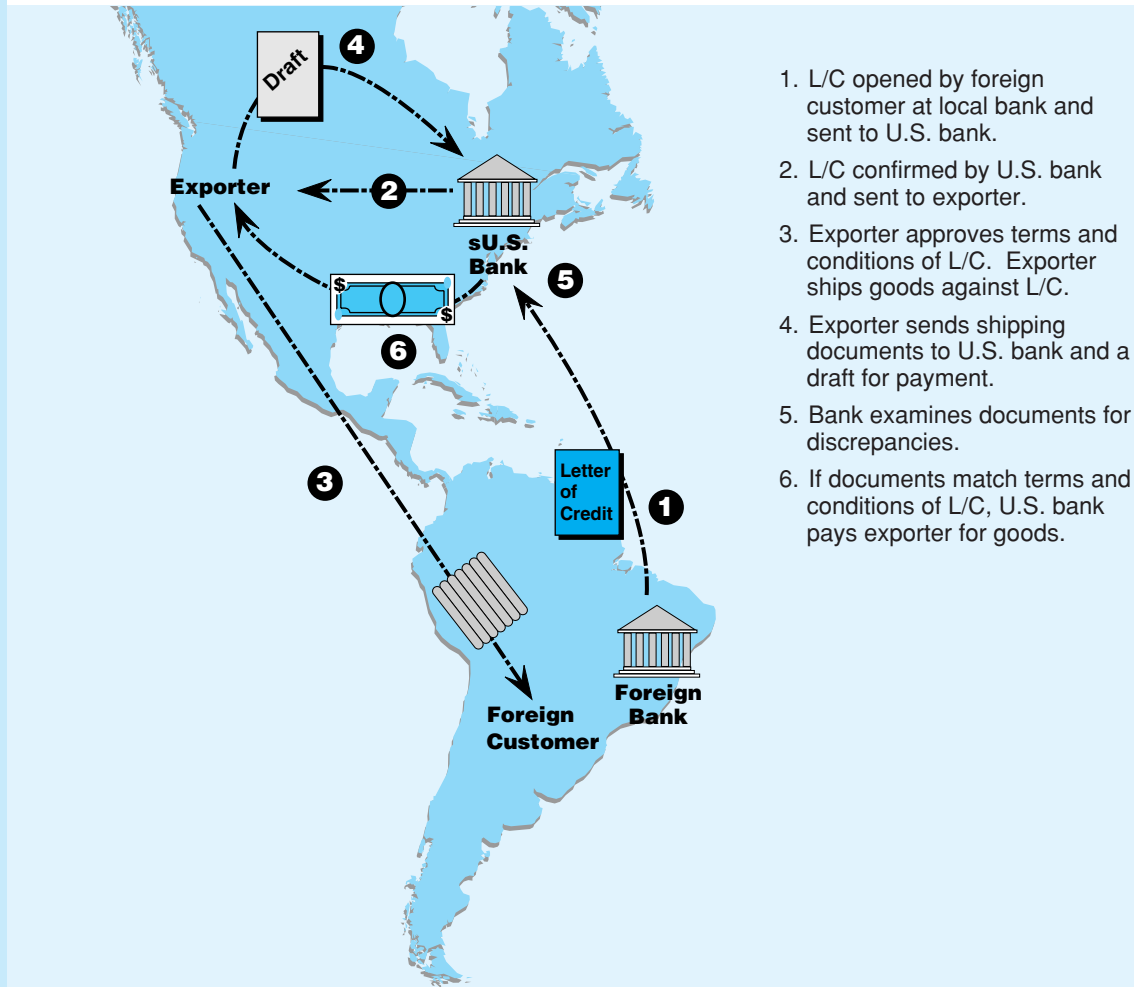 4
Draft
Exporter
2
sU.S.
Bank
5
$
$
6
3
Letter
of
Credit
1
Foreign
Bank
Foreign
Customer
1. L/C opened by foreign
customer at local bank and
sent to U.S. bank.
2. L/C confirmed by U.S. bank
and sent to exporter.
3. Exporter approves terms and
conditions of L/C. Exporter
ships goods against L/C.
4. Exporter sends shipping
documents to U.S. bank and a
draft for payment.
5. Bank examines documents for
discrepancies.
6. If documents match terms and
conditions of L/C, U.S. bank
pays exporter for goods.